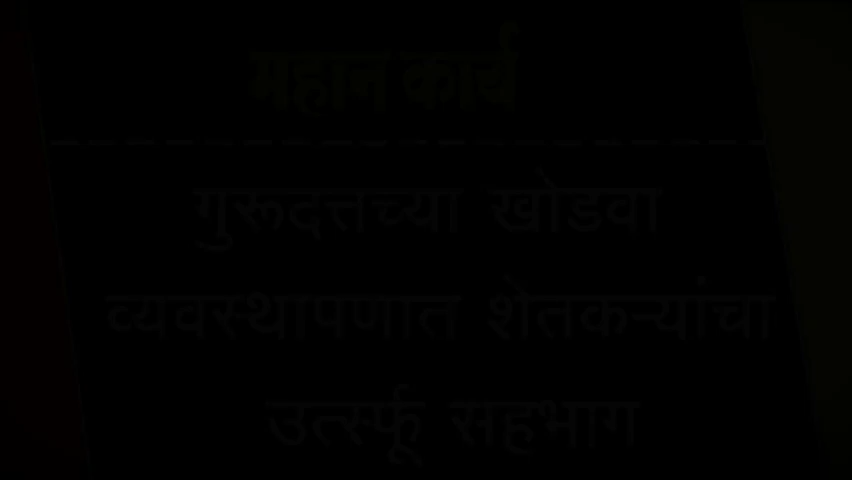 महान कार्य
गुरूदत्तच्या खोडवा
व्यवस्थापणात शेतकऱ्यांचा
उत्स्फू सहभाग